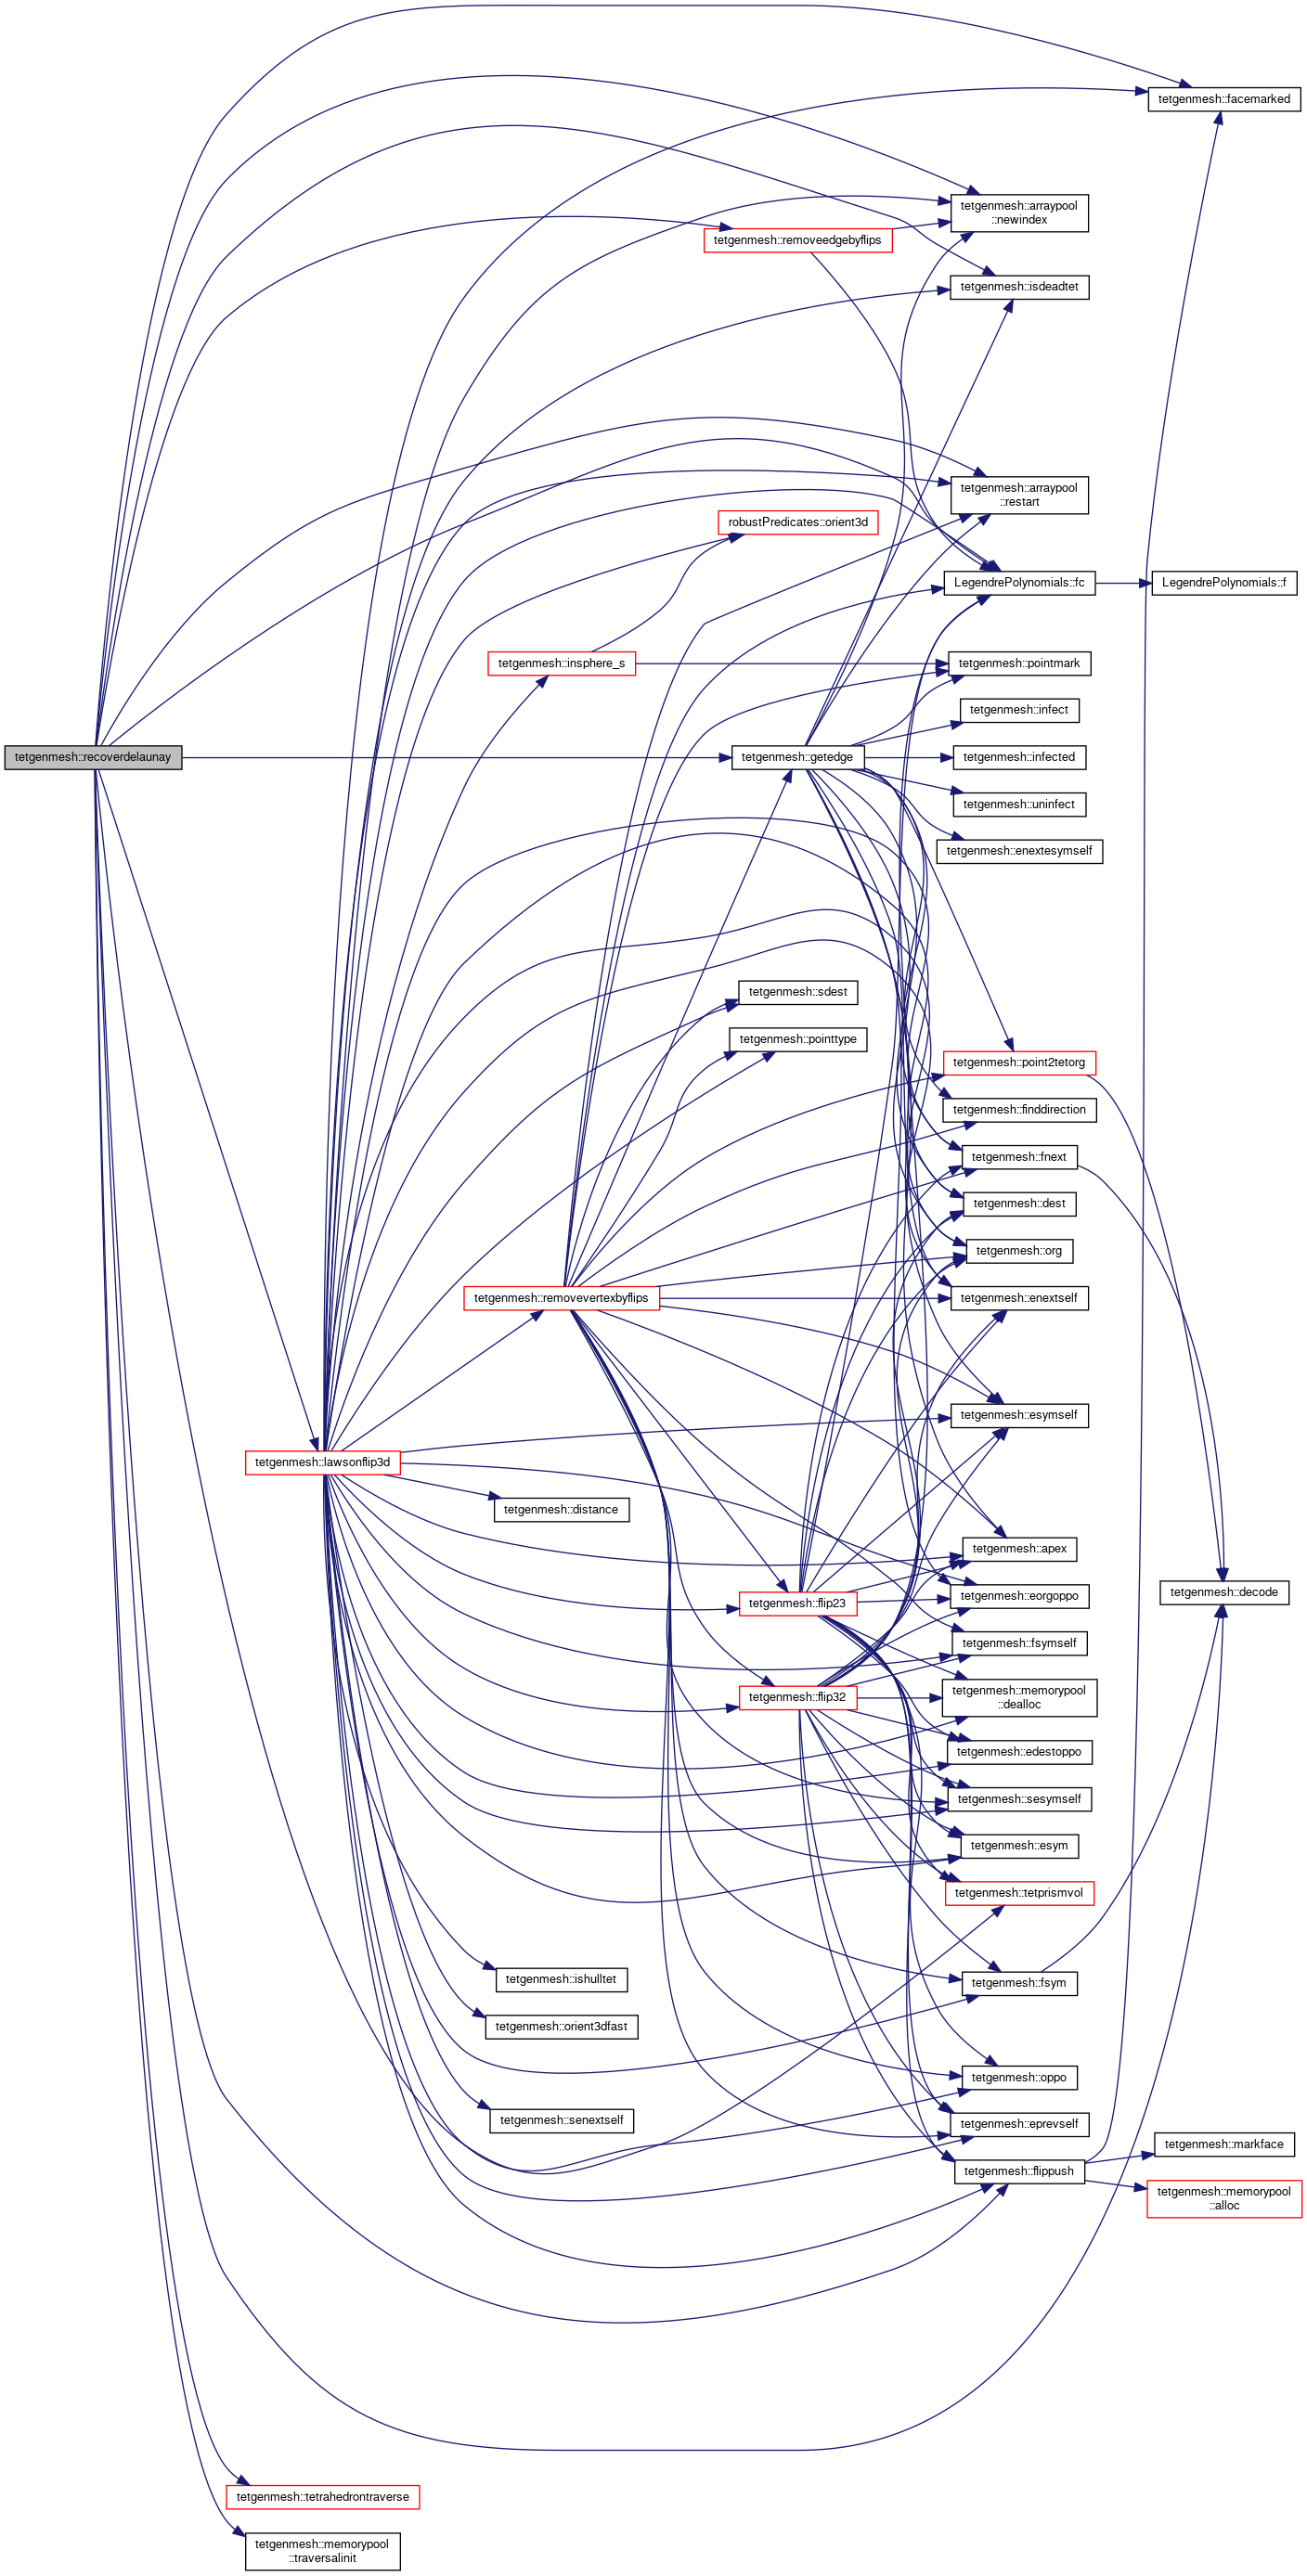 tetgenmesh::facemarked
tetgenmesh::arraypool
::newindex
tetgenmesh::removeedgebyflips
tetgenmesh::isdeadtet
tetgenmesh::arraypool
::restart
robustPredicates::orient3d
LegendrePolynomials::fc
LegendrePolynomials::f
tetgenmesh::insphere_s
tetgenmesh::pointmark
tetgenmesh::infect
tetgenmesh::recoverdelaunay
tetgenmesh::getedge
tetgenmesh::infected
tetgenmesh::uninfect
tetgenmesh::enextesymself
tetgenmesh::sdest
tetgenmesh::pointtype
tetgenmesh::point2tetorg
tetgenmesh::finddirection
tetgenmesh::fnext
tetgenmesh::dest
tetgenmesh::org
tetgenmesh::removevertexbyflips
tetgenmesh::enextself
tetgenmesh::esymself
tetgenmesh::lawsonflip3d
tetgenmesh::distance
tetgenmesh::apex
tetgenmesh::decode
tetgenmesh::flip23
tetgenmesh::eorgoppo
tetgenmesh::fsymself
tetgenmesh::flip32
tetgenmesh::memorypool
::dealloc
tetgenmesh::edestoppo
tetgenmesh::sesymself
tetgenmesh::esym
tetgenmesh::tetprismvol
tetgenmesh::ishulltet
tetgenmesh::fsym
tetgenmesh::orient3dfast
tetgenmesh::oppo
tetgenmesh::senextself
tetgenmesh::eprevself
tetgenmesh::markface
tetgenmesh::flippush
tetgenmesh::memorypool
::alloc
tetgenmesh::tetrahedrontraverse
tetgenmesh::memorypool
::traversalinit